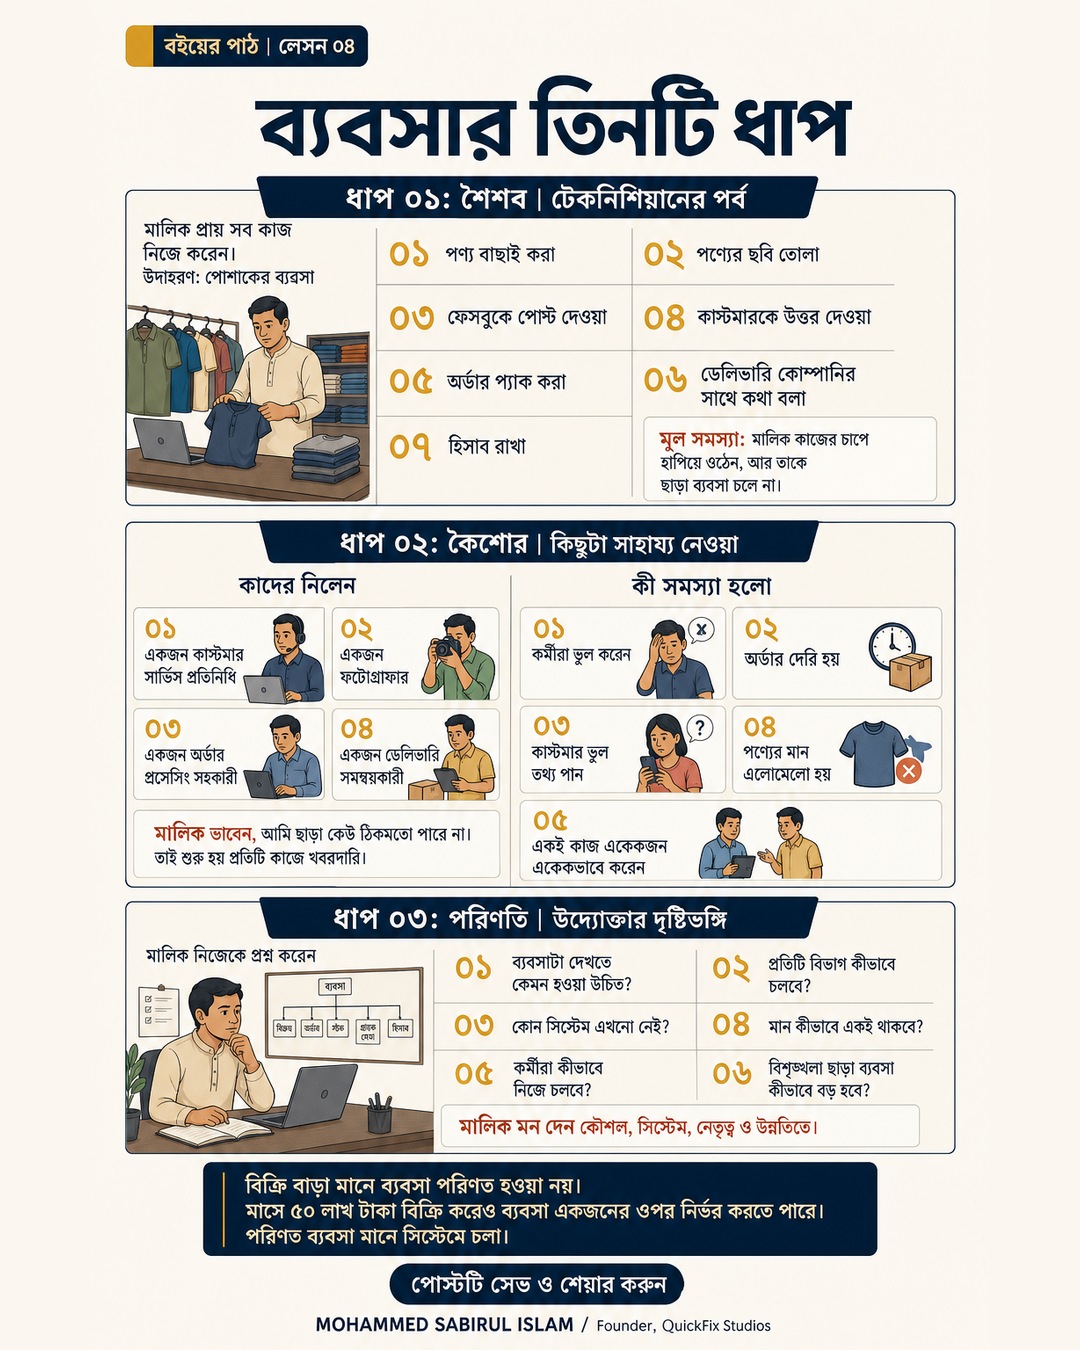 বইয়ের পাঠ | লেসন ০৪
ব্যবসার তিনটি ধাপ
ধাপ ০১: শৈশব | টেকনিশিয়ানের পর্ব
মালিক প্রায় সব কাজ
নিজে করেন।
উদাহরণ: পোশাকের ব্যবসা
০১ পণ্য বাছাই করা
০২ পণ্যের ছবি তোলা
০৩ ফেসবুকে পোস্ট দেওয়া
০৪ কাস্টমারকে উত্তর দেওয়া
০৫ অর্ডার প্যাক করা
০৬ ডেলিভারি কোম্পানির
সাথে কথা বলা
০৭ হিসাব রাখা
মুল সমস্যা: মালিক কাজের চাপে
হাপিয়ে ওঠেন, আর তাকে
ছাড়া ব্যবসা চলে না।
ধাপ ০২: কৈশোর | কিছুটা সাহায্য নেওয়া
কাদের নিলেন
০১
একজন কাস্টমার
সার্ভিস প্রতিনিধি
০২
একজন
ফটোগ্রাফার
০৩
একজন অর্ডার
প্রসেসিং সহকারী
০৪
একজন ডেলিভারি
সমন্বয়কারী
মালিক ভাবেন, আমি ছাড়া কেউ ঠিকমতো পারে না।
তাই শুরু হয় প্রতিটি কাজে খবরদারি।
কী সমস্যা হলো
০১
কর্মীরা ভুল করেন
x
০২
অর্ডার দেরি হয়
০৩
কাস্টমার ভুল
তথ্য পান
?
০৪
পণ্যের মান
এলোমেলো হয়
০৫
একই কাজ একেকজন
একেকভাবে করেন
ধাপ ০৩: পরিণতি | উদ্যোক্তার দৃষ্টিভঙ্গি
মালিক নিজেকে প্রশ্ন করেন
ব্যবসা
বিক্রয় অর্ডার স্টক গ্রাহক হিসাব
সেবা
০১ ব্যবসাটা দেখতে
কেমন হওয়া উচিত?
০২ প্রতিটি বিভাগ কীভাবে
চলবে?
০৩ কোন সিস্টেম এখনো নেই?
০৪ মান কীভাবে একই থাকবে?
০৫ কর্মীরা কীভাবে
নিজে চলবে?
০৬ বিশৃঙ্খলা ছাড়া ব্যবসা
কীভাবে বড় হবে?
মালিক মন দেন কৌশল, সিস্টেম, নেতৃত্ব ও উন্নতিতে।
বিক্রি বাড়া মানে ব্যবসা পরিণত হওয়া নয়।
মাসে ৫০ লাখ টাকা বিক্রি করেও ব্যবসা একজনের ওপর নির্ভর করতে পারে।
পরিণত ব্যবসা মানে সিস্টেমে চলা।
পোস্টটি সেভ ও শেয়ার করুন
MOHAMMED SABIRUL ISLAM / Founder, QuickFix Studios